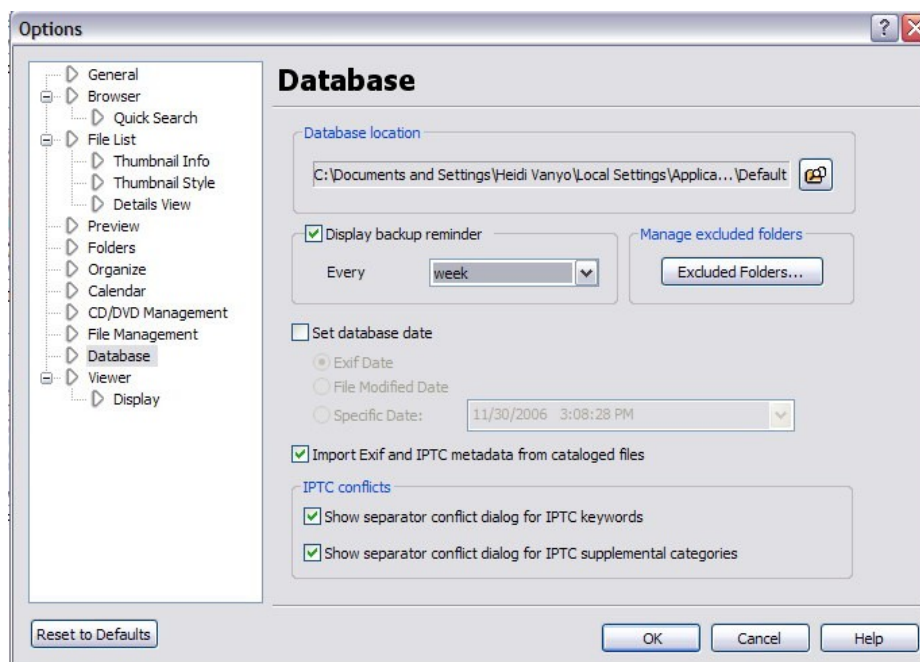 Options
General
Browser
Quick Search
File List
Thumbnail Info
Thumbnail Style
Details View
Preview
Folders
Organize
Calendar
CD/DVD Management
File Management
Database
Viewer
Display
Database
Database location
C:\Documents and Settings\Heidi Vanyo\Local Settings\Applica...\Default
Display backup reminder
Every week
Manage excluded folders
Excluded Folders...
Set database date
Exif Date
File Modified Date
Specific Date: 11/30/2006 3:08:28 PM
Import Exif and IPTC metadata from cataloged files
IPTC conflicts
Show separator conflict dialog for IPTC keywords
Show separator conflict dialog for IPTC supplemental categories
Reset to Defaults
OK Cancel Help